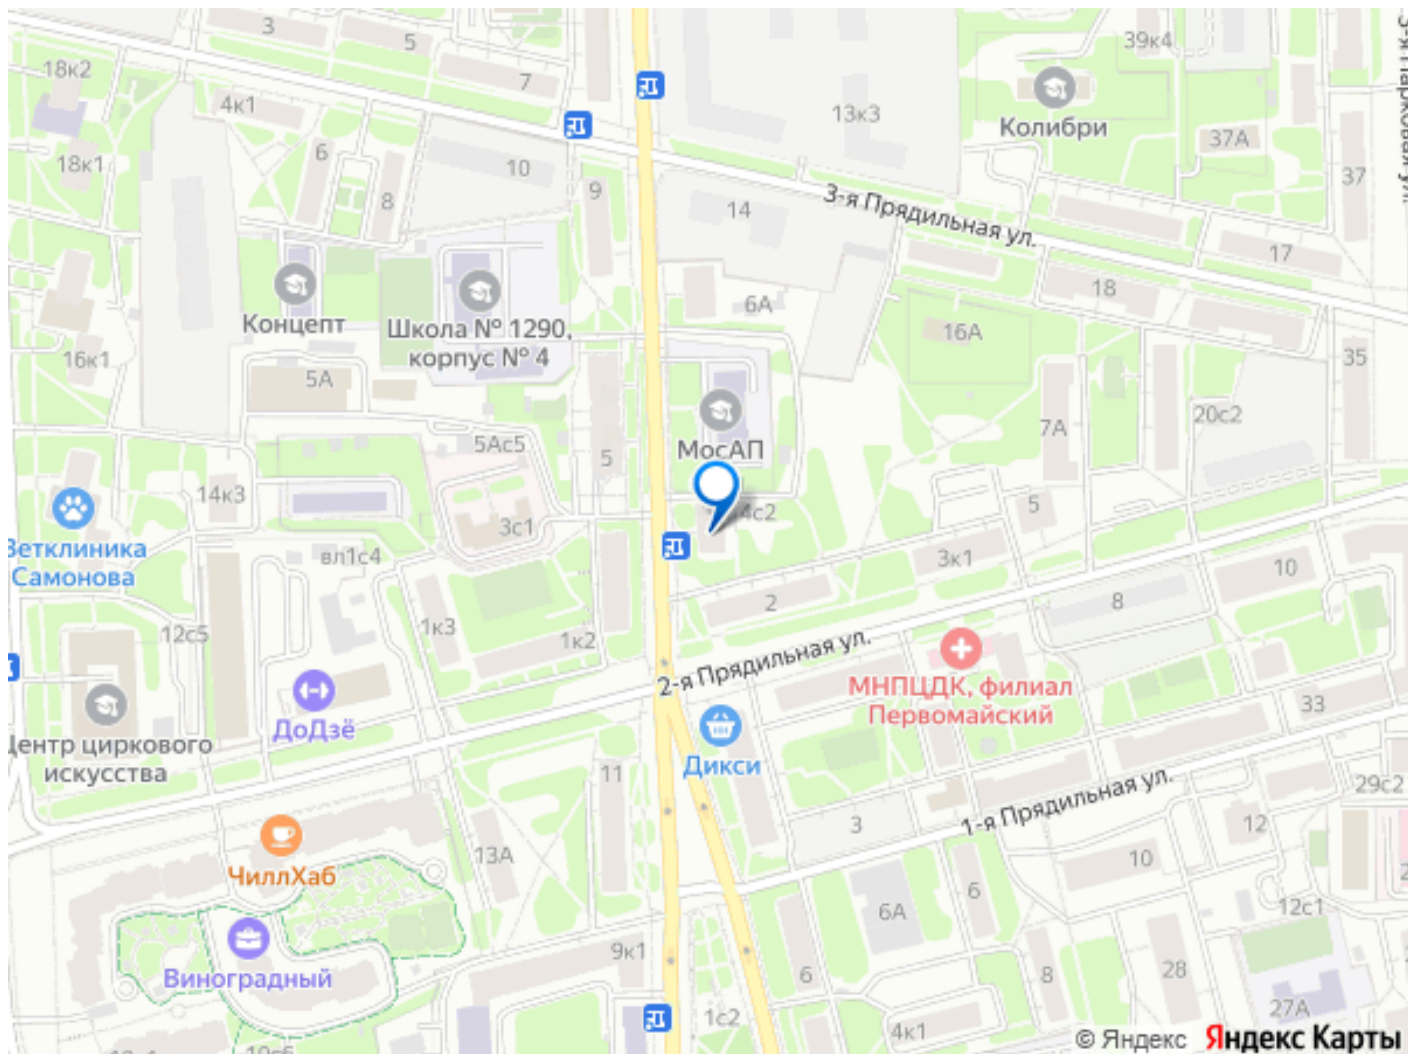 3
5
7
18к2
4к1
39к4
Колибри
13к3
37А
6
18к1
10
8
9
14
37
3-я Прядильная ул.
17
18
Концепт
Школа № 1290,
корпус № 4
6А
16А
16к1
5А
35
20с2
7А
5Ас5
5
МосАП
14к3
3с1
4с2
5
Ветклиника
Самонова
вл1с4
3к1
10
2
8
12с5
1к3
1к2
2-я Прядильная ул.
МНПЦДК, филиал
Первомайский
33
ДоДзё
Центр циркового
искусства
Дикси
11
29с2
1-я Прядильная ул.
3
12
13А
10
ЧиллХаб
6
6А
12с1
9к1
Виноградный
6
8
28
27А
1с2
4к1
© Яндекс Яндекс Карты